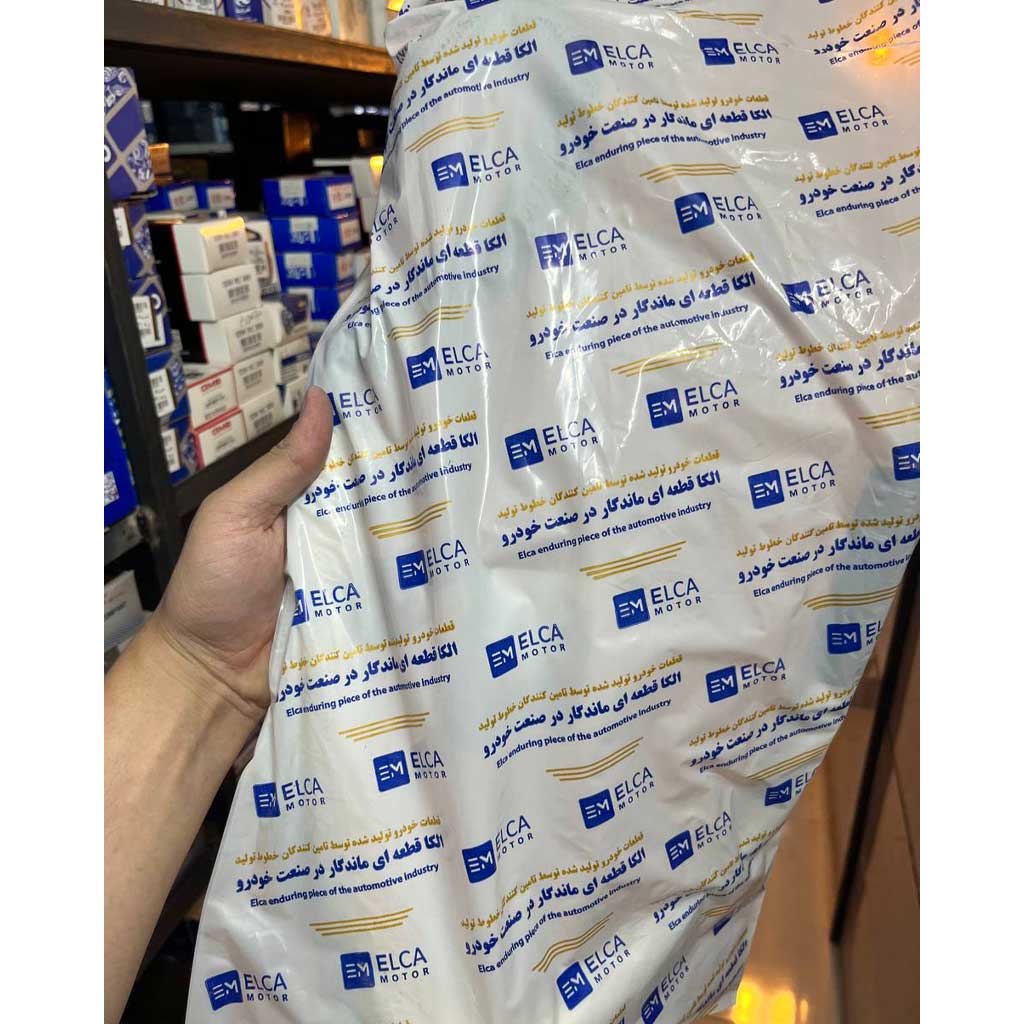 قطعات خودرو تولید شده توسط تامین کنندگان خطوط تولید
الکا قطعه ای ماندگار در صنعت خودرو
Elca enduring piece of the automotive industry
EM ELCA
MOTOR